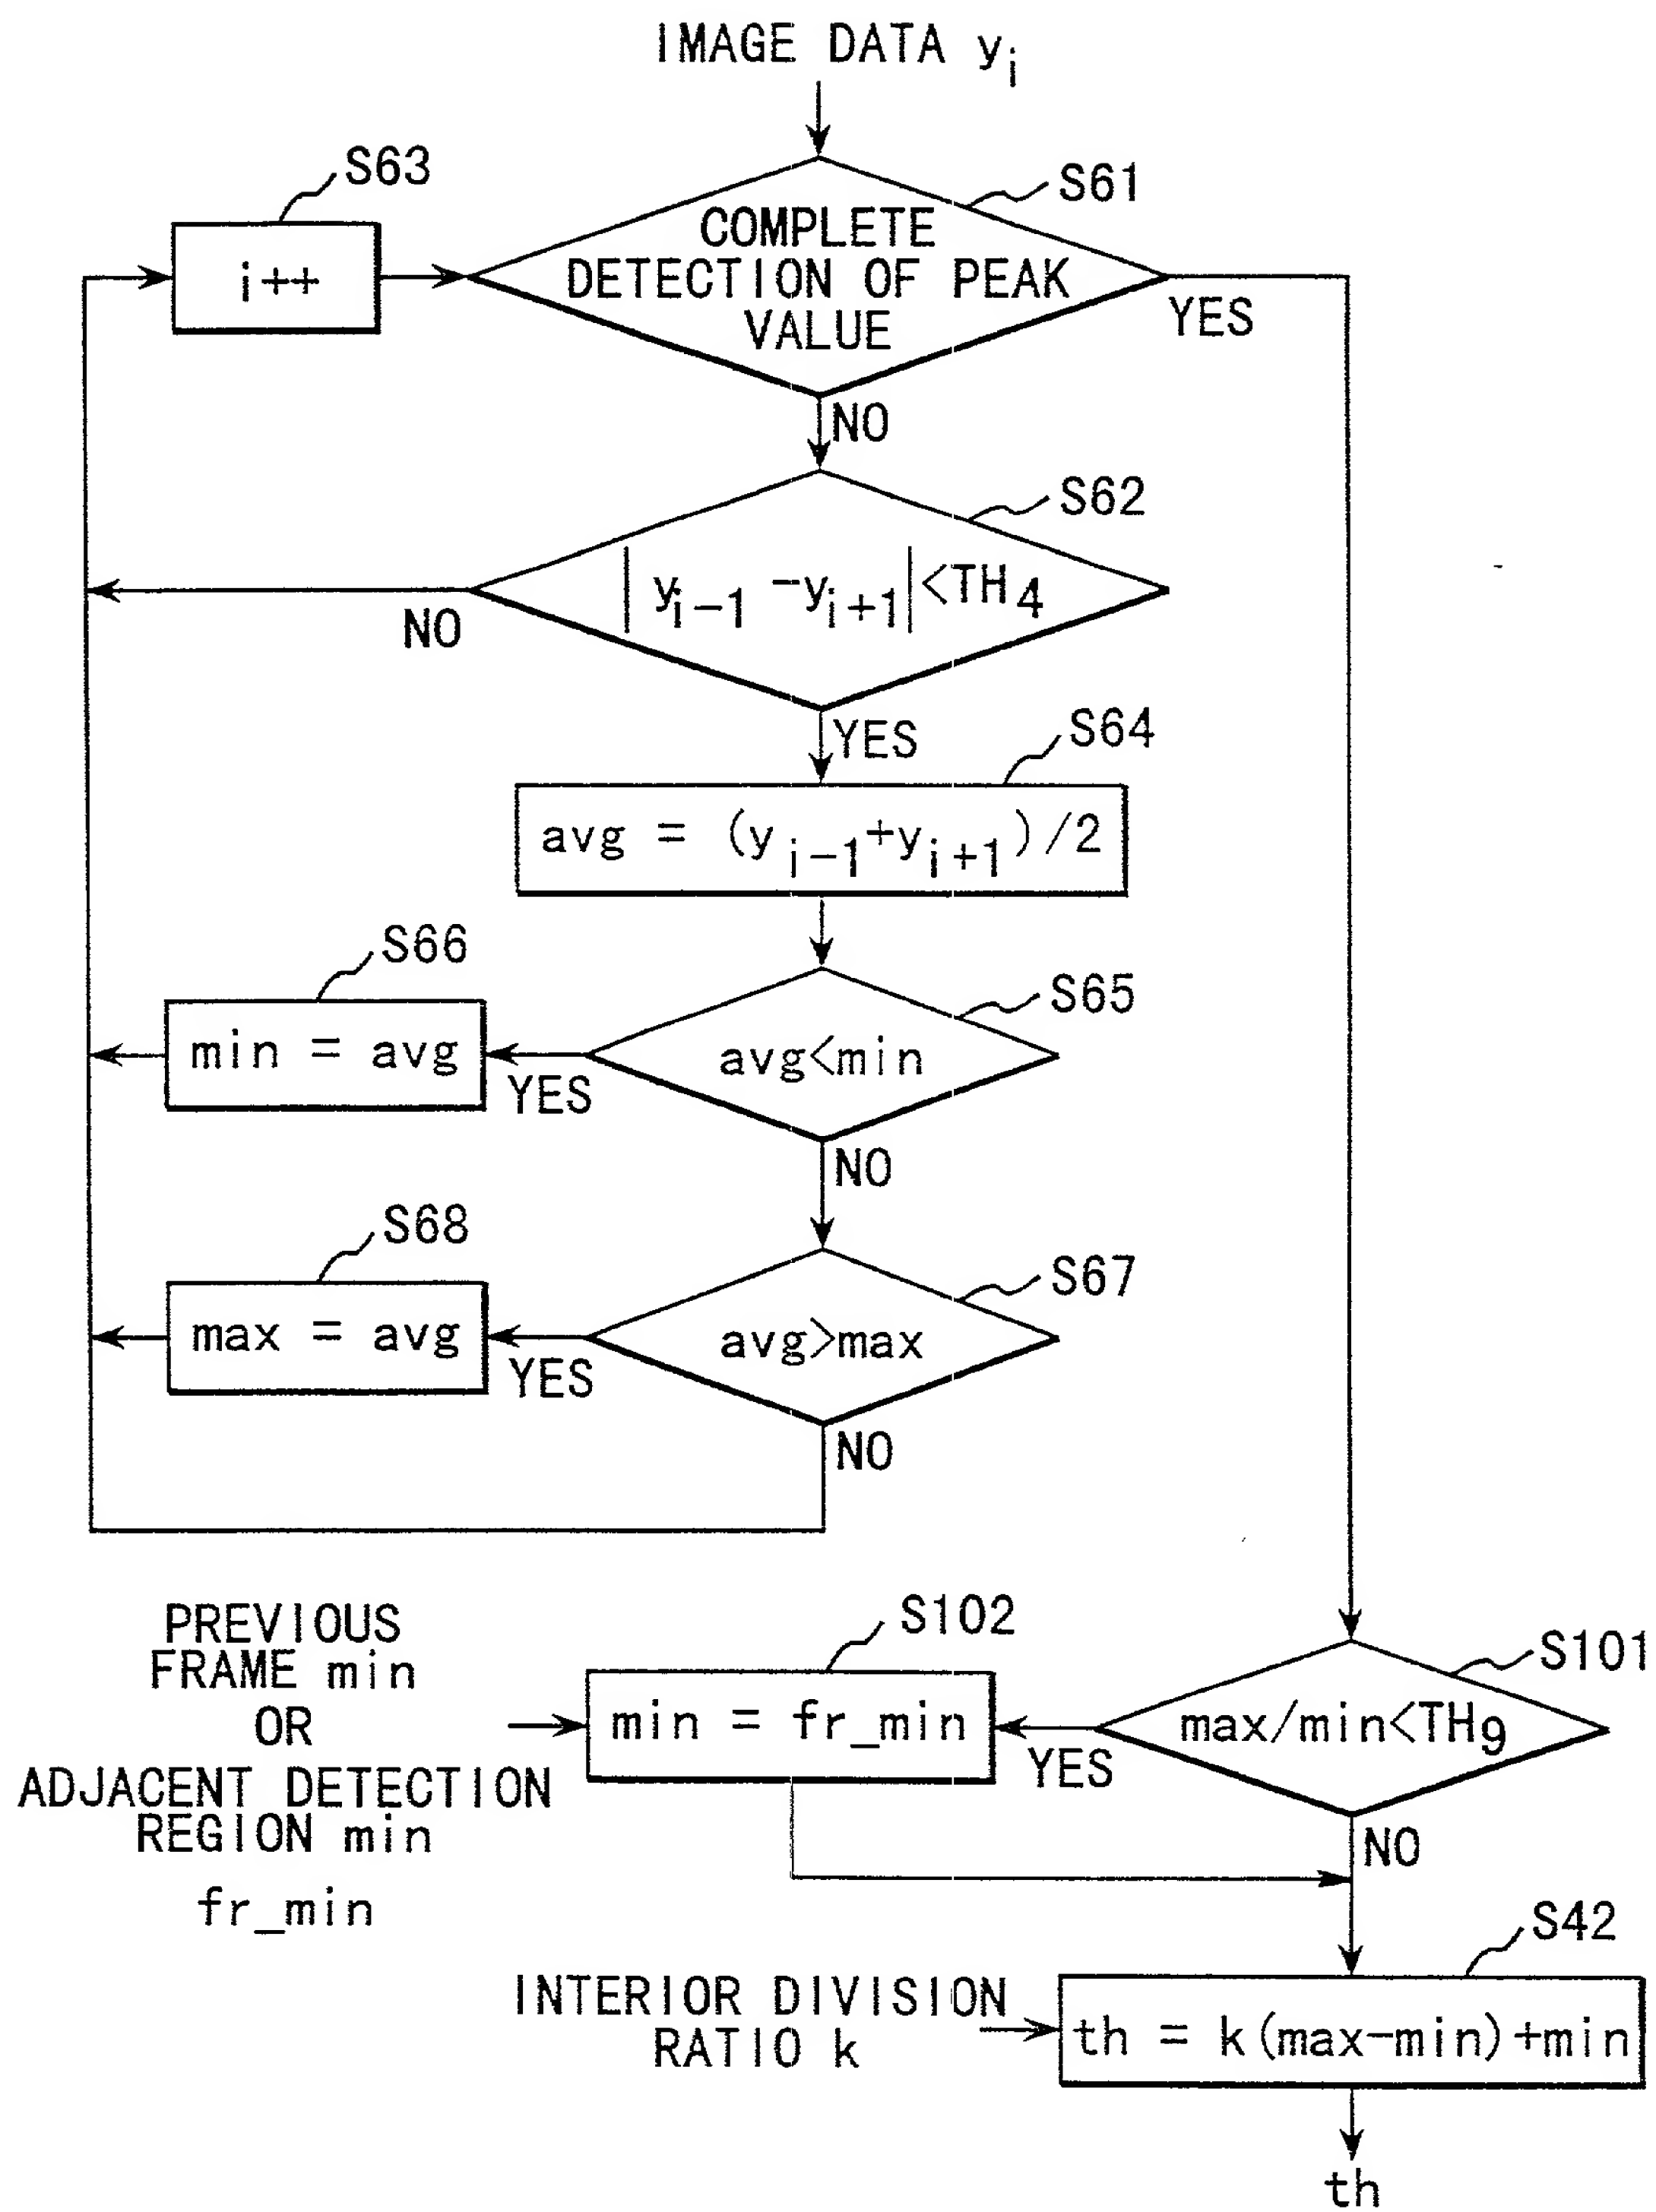 IMAGE DATA yi
S63
S61
i++
COMPLETE
DETECTION OF PEAK
VALUE
YES
NO
S62
|yi-1 -yi+1|<TH4
NO
YES
S64
avg = (yi-1+yi+1)/2
S66
S65
min = avg
YES
avg<min
NO
S68
S67
max = avg
YES
avg>max
NO
PREVIOUS
FRAME min
OR
ADJACENT DETECTION
REGION min
fr_min
S102
S101
min = fr_min
YES
max/min<TH9
NO
S42
INTERIOR DIVISION
RATIO k
th = k(max-min)+min
th